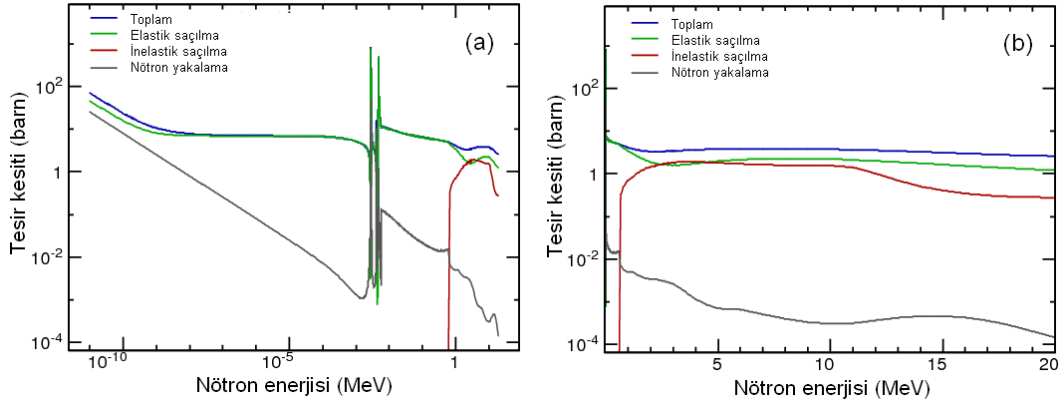 Toplam
Elastik saçılma
İnelastik saçılma
Nötron yakalama
(a)
Tesir kesiti (barn)
10²
1
10⁻²
10⁻⁴
10⁻¹⁰
10⁻⁵
1
Nötron enerjisi (MeV)
Toplam
Elastik saçılma
İnelastik saçılma
Nötron yakalama
(b)
Tesir kesiti (barn)
10²
1
10⁻²
10⁻⁴
5
10
15
20
Nötron enerjisi (MeV)